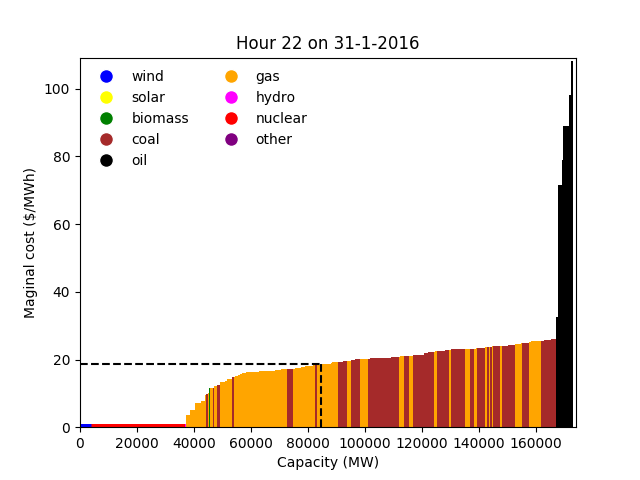 Hour 22 on 31-1-2016
wind
solar
biomass
coal
oil
gas
hydro
nuclear
other
Maginal cost ($/MWh)
100
80
60
40
20
0
0 20000 40000 60000 80000 100000 120000 140000 160000
Capacity (MW)